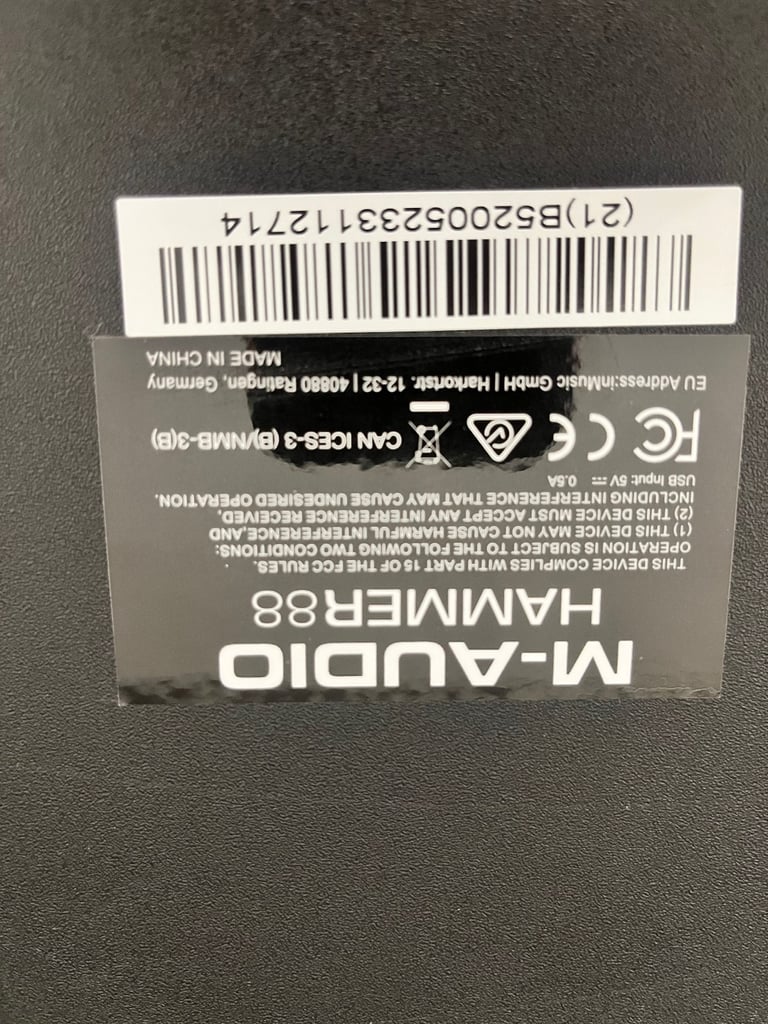 M-AUDIO
HAMMER88
THIS DEVICE COMPLIES WITH PART 15 OF THE FCC RULES.
OPERATION IS SUBJECT TO THE FOLLOWING TWO CONDITIONS:
(1) THIS DEVICE MAY NOT CAUSE HARMFUL INTERFERENCE,AND
(2) THIS DEVICE MUST ACCEPT ANY INTERFERENCE RECEIVED,
INCLUDING INTERFERENCE THAT MAY CAUSE UNDESIRED OPERATION.
USB Input: 5V ⎓ 0.5A
FC CE CAN ICES-3 (B)/NMB-3(B)
EU Address:inMusic GmbH | Harkortstr. 12-32 | 40880 Ratingen, Germany
MADE IN CHINA
(21)B52005233112714